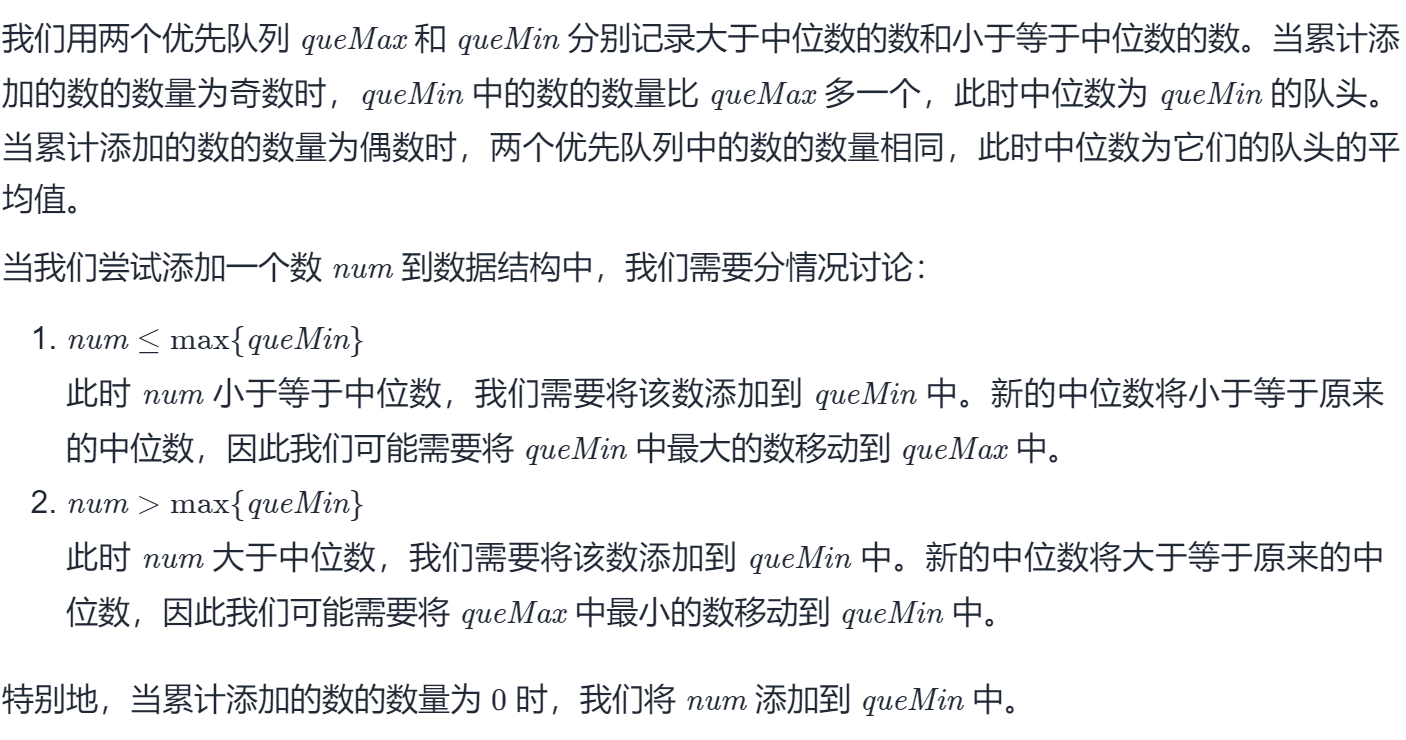 我们用两个优先队列 queMax 和 queMin 分别记录大于中位数的数和小于等于中位数的数。当累计添
加的数的数量为奇数时，queMin 中的数的数量比 queMax 多一个，此时中位数为 queMin 的队头。
当累计添加的数的数量为偶数时，两个优先队列中的数的数量相同，此时中位数为它们的队头的平
均值。
当我们尝试添加一个数 num 到数据结构中，我们需要分情况讨论：
1. num ≤ max{queMin}
此时 num 小于等于中位数，我们需要将该数添加到 queMin 中。新的中位数将小于等于原来
的中位数，因此我们可能需要将 queMin 中最大的数移动到 queMax 中。
2. num > max{queMin}
此时 num 大于中位数，我们需要将该数添加到 queMin 中。新的中位数将大于等于原来的中
位数，因此我们可能需要将 queMax 中最小的数移动到 queMin 中。
特别地，当累计添加的数的数量为 0 时，我们将 num 添加到 queMin 中。